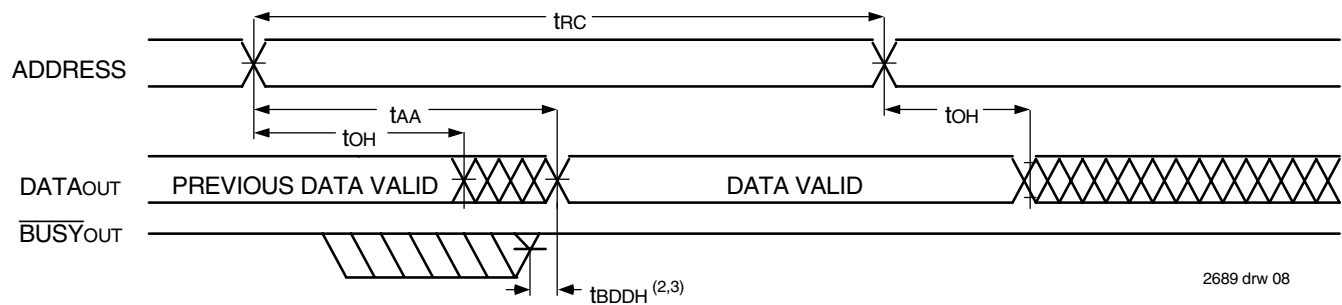 tRC
ADDRESS
tAA
tOH
tOH
DATAOUT
PREVIOUS DATA VALID
DATA VALID
BUSYOUT
tBDDH (2,3)
2689 drw 08